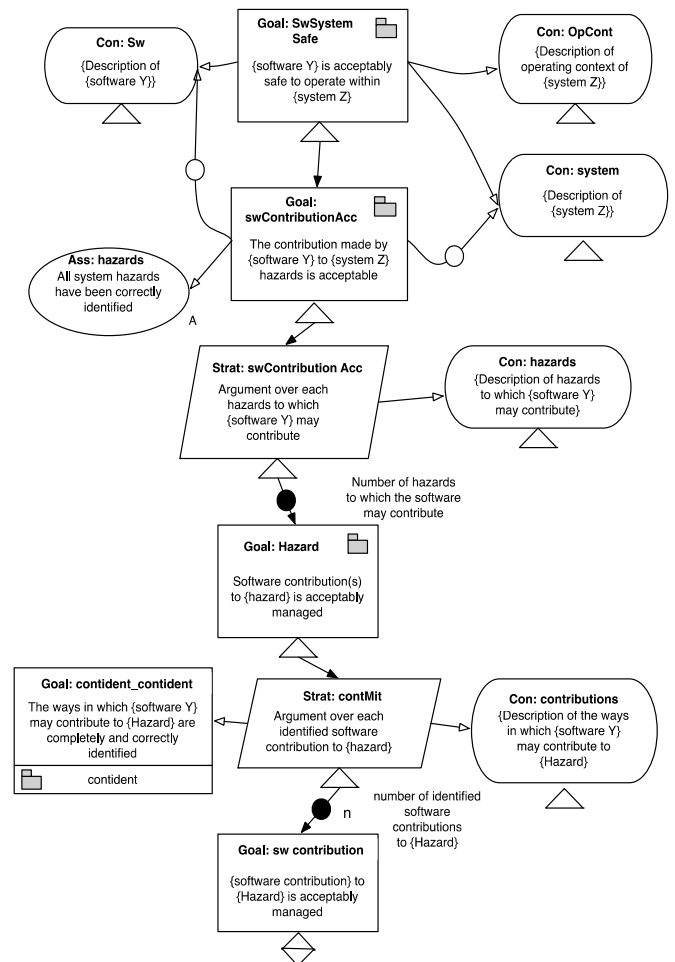 Goal: SwSystem
Safe
{software Y} is acceptably
safe to operate within
{system Z}
Con: Sw
{Description of
{software Y}}
Con: OpCont
{Description of
operating context of
{system Z}}
Con: system
{Description of
{system Z}}
Goal:
swContributionAcc
The contribution made by
{software Y} to {system Z}
hazards is acceptable
Ass: hazards
All system hazards
have been correctly
identified
A
Strat: swContribution Acc
Argument over each
hazards to which
{software Y} may
contribute
Con: hazards
{Description of hazards
to which {software Y}
may contribute}
Number of hazards
to which the software
may contribute
Goal: Hazard
Software contribution(s)
to {hazard} is acceptably
managed
Goal: contident_contident
The ways in which {software Y}
may contribute to {Hazard} are
completely and correctly
identified
contident
Strat: contMit
Argument over each
identified software
contribution to {hazard}
Con: contributions
{Description of the ways
in which {software Y}
may contribute to
{Hazard}
n
number of identified
software
contributions
to {Hazard}
Goal: sw contribution
{software contribution} to
{Hazard} is acceptably
managed